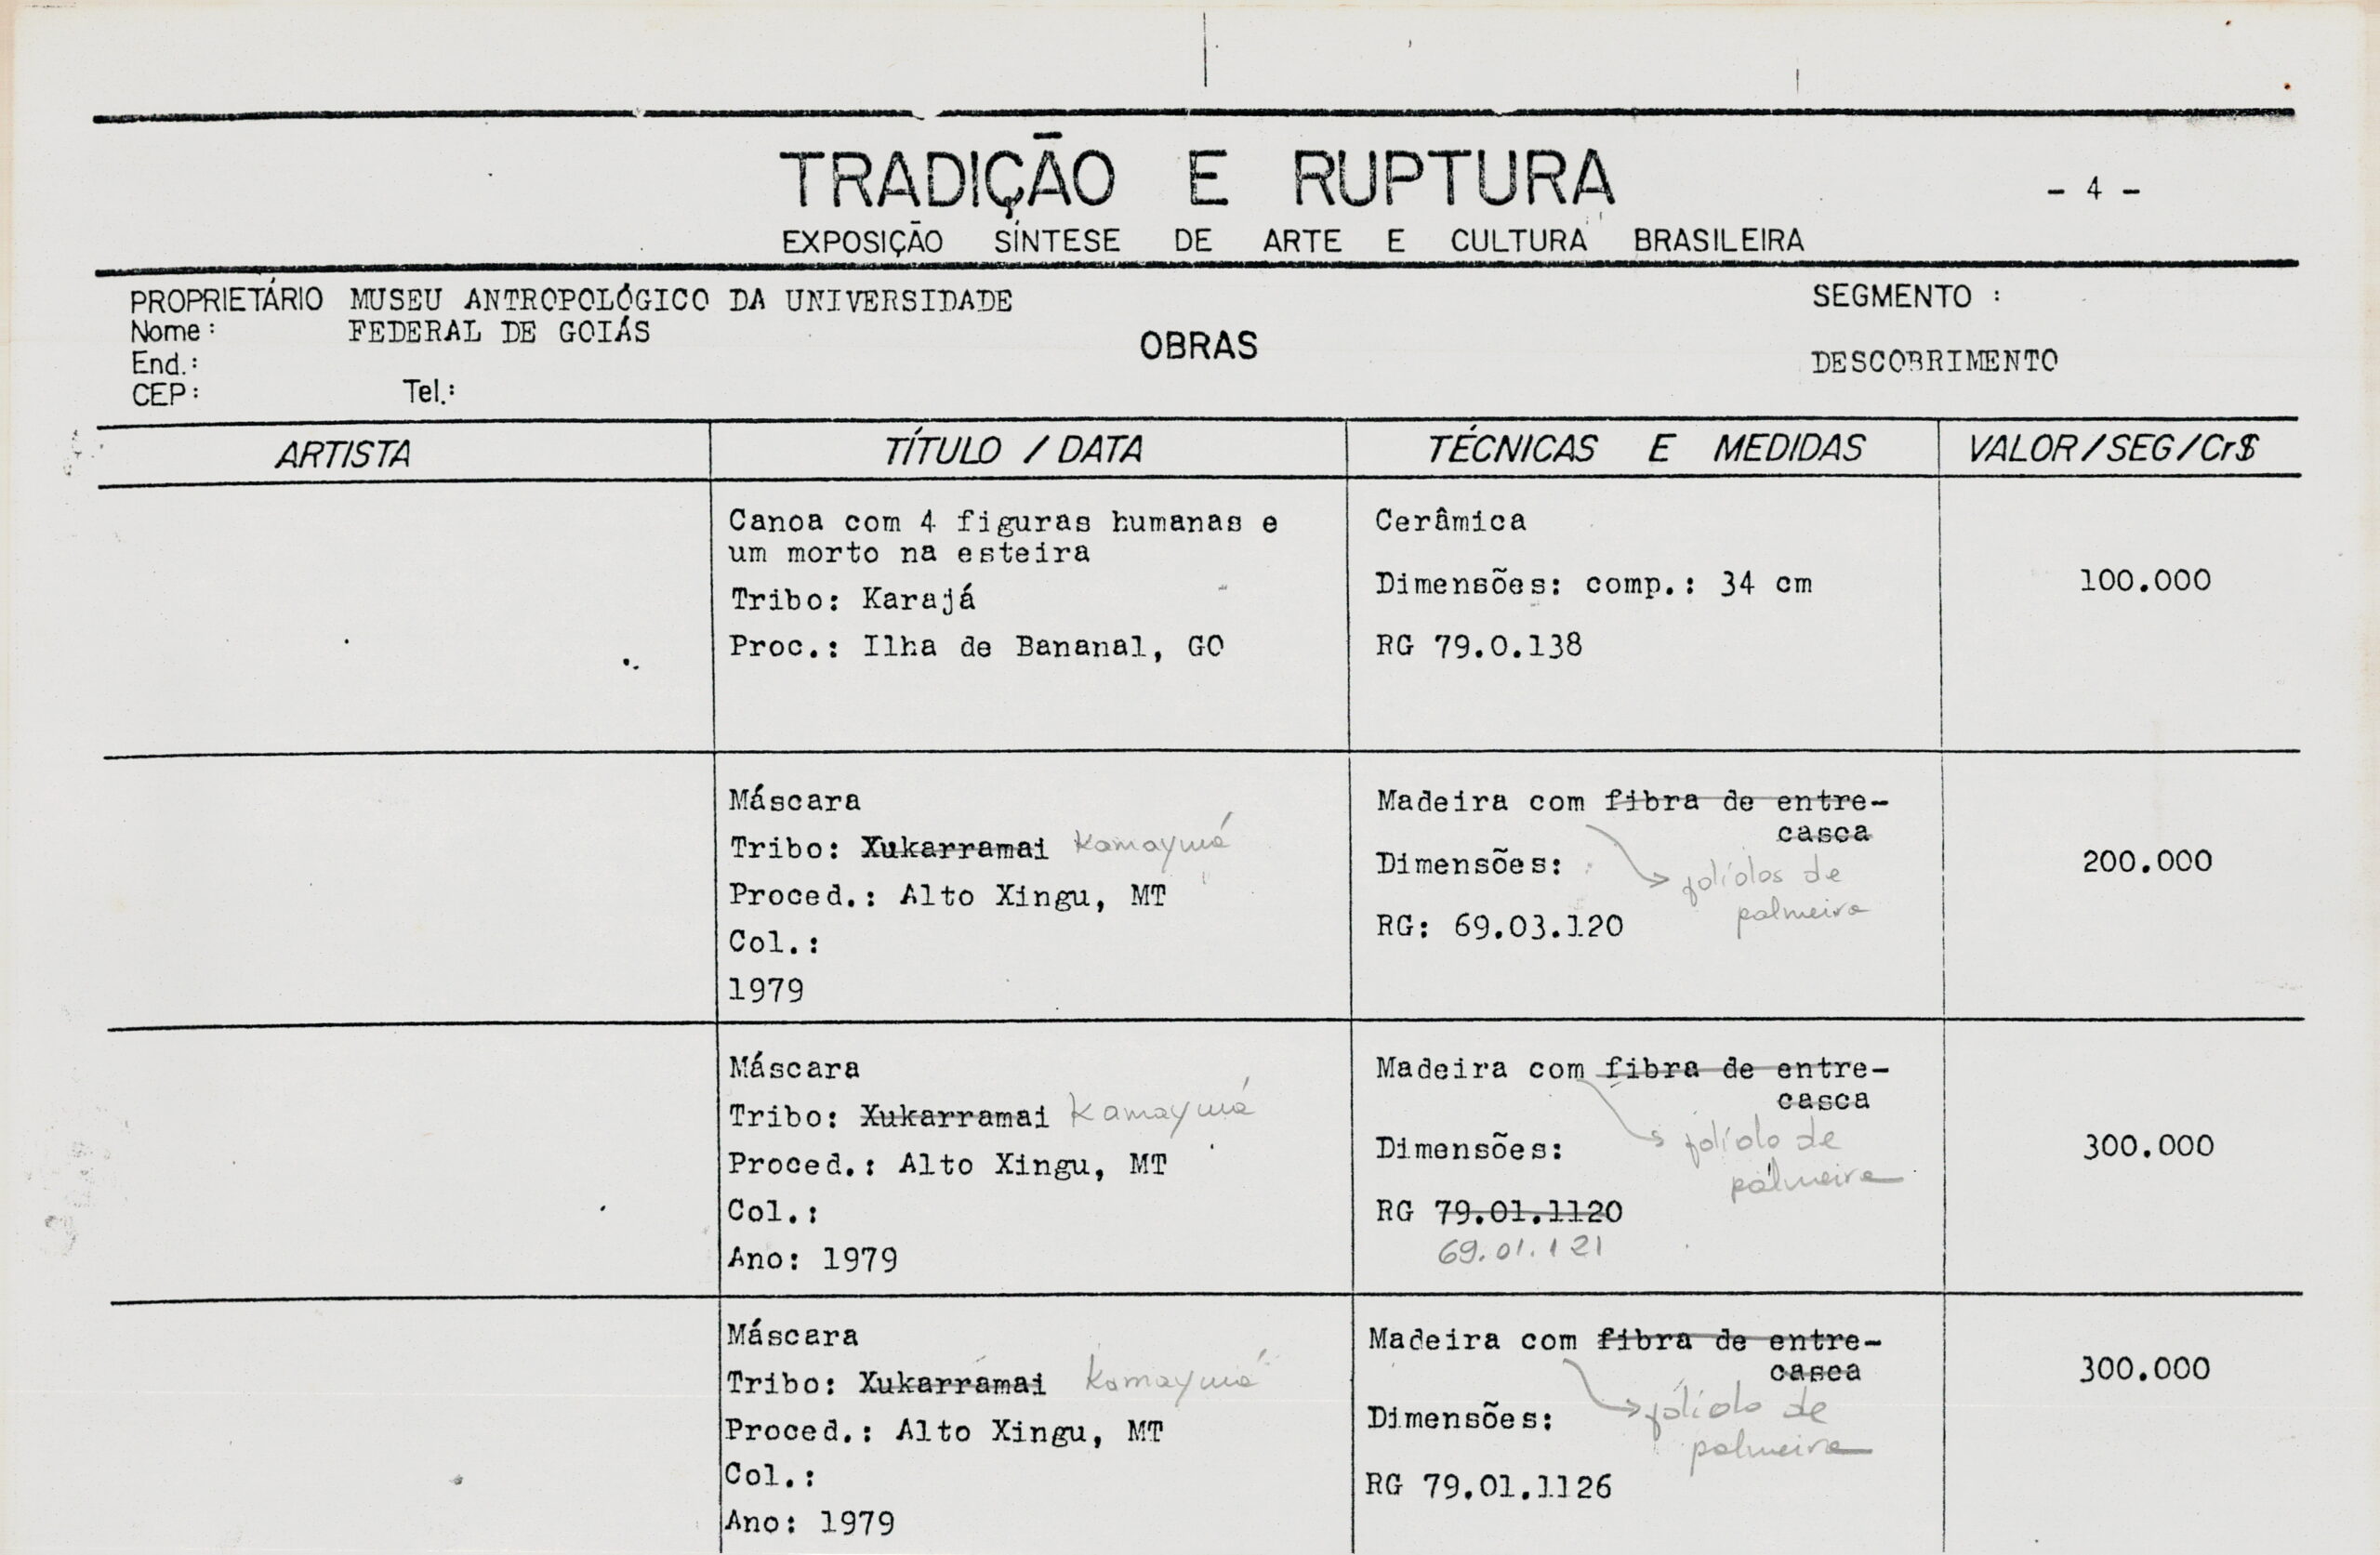 TRADIÇÃO E RUPTURA
- 4 -
EXPOSIÇÃO SÍNTESE DE ARTE E CULTURA BRASILEIRA
PROPRIETÁRIO MUSEU ANTROPOLÓGICO DA UNIVERSIDADE
Nome: FEDERAL DE GOIÁS
End.:
CEP: Tel.:
OBRAS
SEGMENTO :
DESCOBRIMENTO
ARTISTA TÍTULO / DATA TÉCNICAS E MEDIDAS VALOR/SEG/Cr$
Canoa com 4 figuras humanas e
um morto na esteira
Tribo: Karajá
Proc.: Ilha de Bananal, GO
Cerâmica
Dimensões: comp.: 34 cm
RG 79.0.138
100.000
Máscara
Tribo: Xukarramai Kamayurá
Proced.: Alto Xingu, MT
Col.:
1979
Madeira com fibra de entre-
casca
Dimensões:
folíolos de
palmeira
RG: 69.03.120
200.000
Máscara
Tribo: Xukarramai Kamayurá
Proced.: Alto Xingu, MT
Col.:
Ano: 1979
Madeira com fibra de entre-
casca
Dimensões:
folíolo de
palmeira
RG 79.01.1120
69.01.121
300.000
Máscara
Tribo: Xukarramai Kamayurá
Proced.: Alto Xingu, MT
Col.:
Ano: 1979
Madeira com fibra de entre-
casca
Dimensões:
folíolo de
palmeira
RG 79.01.1126
300.000